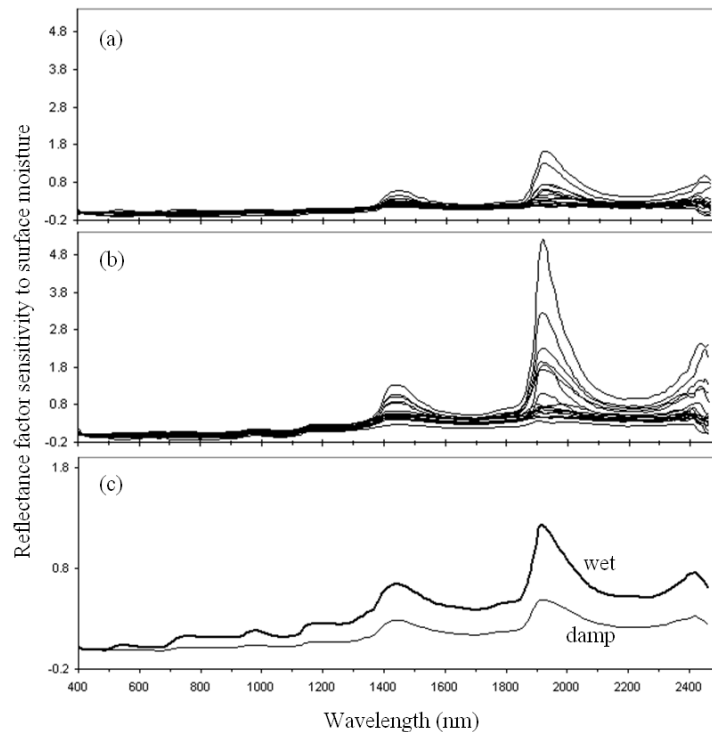 Reflectance factor sensitivity to surface moisture
(a)
4.8
3.8
2.8
1.8
0.8
-0.2
(b)
4.8
3.8
2.8
1.8
0.8
-0.2
(c)
1.8
0.8
-0.2
wet
damp
400 600 800 1000 1200 1400 1600 1800 2000 2200 2400
Wavelength (nm)